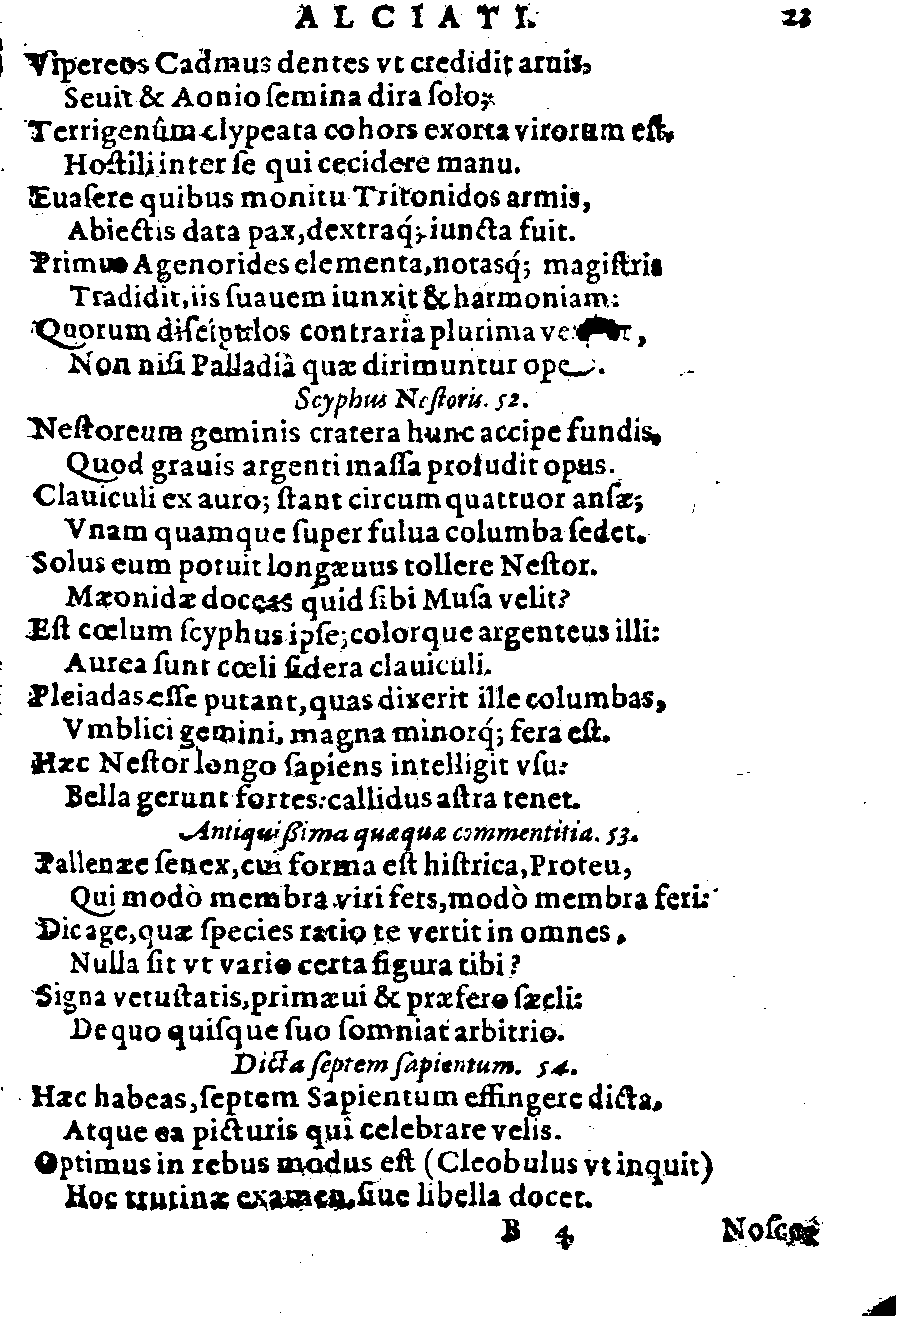 ALCIATI. 23
Vipereos Cadmus dentes vt credidit aruis,
Seuit & Aonio ſemina dira ſolo;
Terrigenûm clypeata cohors exorta virorum eſt,
Hoſtili inter ſe qui cecidere manu.
Euaſere quibus monitu Tritonidos armis,
Abiectis data pax, dextraq́; iuncta fuit.
Primus Agenorides elementa, notasq́; magiſtris
Tradidit, iis ſuauem iunxit & harmoniam:
Quorum diſcipulos contraria plurima
Non niſi Palladiâ quæ dirimuntur ope.
Scyphus Neſtoris. 52.
Neſtoreum geminis cratera hunc accipe fundis,
Quod grauis argenti maſſa profudit opus.
Clauiculi ex auro; ſtant circum quattuor anſæ;
Vnam quamque ſuper fulua columba ſedet.
Solus eum potuit longæuus tollere Neſtor.
Mæonidæ doceas quid ſibi Muſa velit?
Eſt cœlum ſcyphus ipſe; colorque argenteus illi:
Aurea ſunt cœli ſidera clauiculi.
Pleiadas eſſe putant, quas dixerit ille columbas,
Vmblici gemini, magna minorq́; fera eſt.
Hæc Neſtor longo ſapiens intelligit vſu:
Bella gerunt fortes: callidus aſtra tenet.
Antiquiſſima quæquæ commentitia. 53.
Pallenæe ſenex, cui forma eſt hiſtrica, Proteu,
Qui modò membra viri fers, modò membra feri:
Dic age, quæ ſpecies ratio te vertit in omnes,
Nulla ſit vt vario certa figura tibi?
Signa vetuſtatis, primæui & præfero ſæcli:
De quo quiſque ſuo ſomniat arbitrio.
Dicta ſeptem ſapientum. 54.
Hæc habeas, ſeptem Sapientum effingere dicta,
Atque ea picturis qui celebrare velis.
Optimus in rebus modus eſt (Cleobulus vt inquit)
Hoc trutinæ examen, ſiue libella docet.
B 4